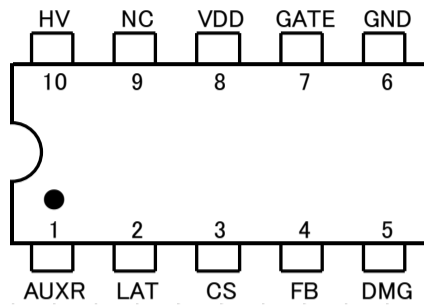 HV NC VDD GATE GND
10 9 8 7 6
1 2 3 4 5
AUXR LAT CS FB DMG